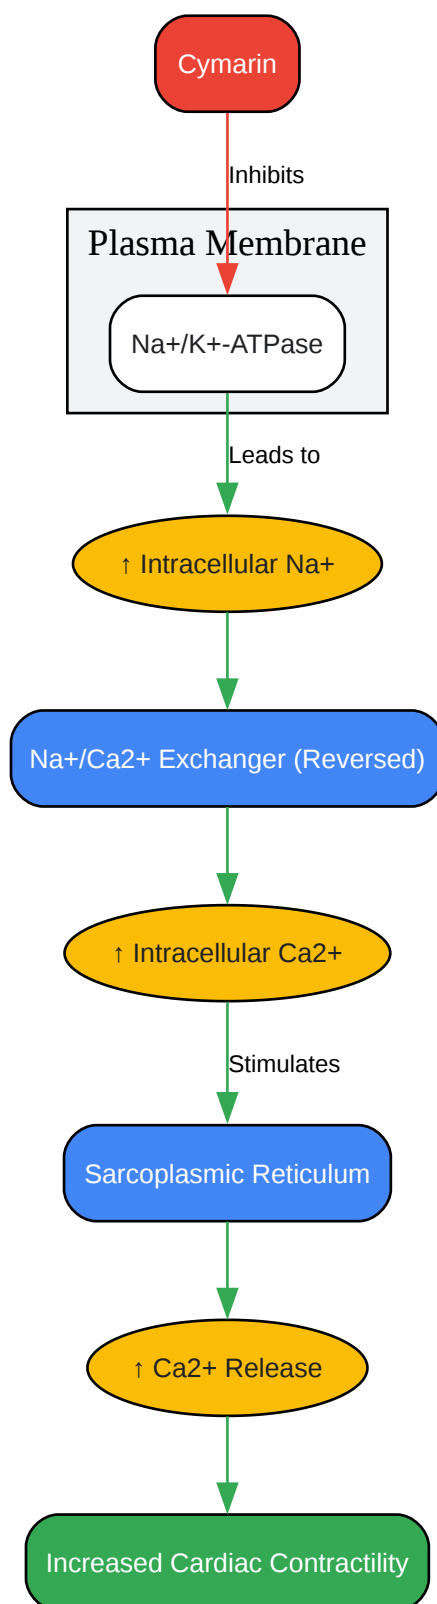 Cymarin
Inhibits
Plasma Membrane
Na+/K+-ATPase
Leads to
↑ Intracellular Na+
Na+/Ca2+ Exchanger (Reversed)
↑ Intracellular Ca2+
Stimulates
Sarcoplasmic Reticulum
↑ Ca2+ Release
Increased Cardiac Contractility